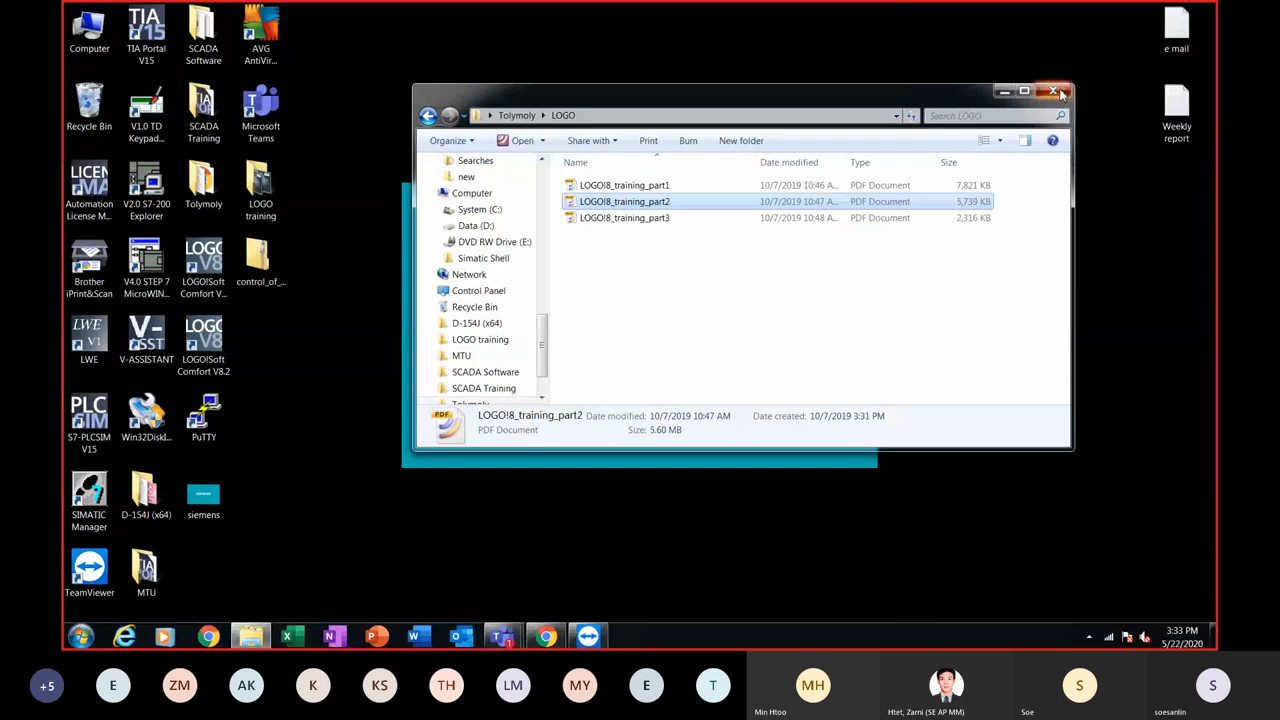 Computer
TIA Portal
V15
SCADA
Software
AVG
AntiVir...
Recycle Bin
V1.0 TD
Keypad...
SCADA
Training
Microsoft
Teams
Automation
License M...
V2.0 S7-200
Explorer
Tolymoly
LOGO
training
Brother
iPrint&Scan
V4.0 STEP 7
MicroWIN...
LOGO!Soft
Comfort V...
control_of_...
LWE
V-ASSISTANT
LOGO!Soft
Comfort V8.2
S7-PLCSIM
V15
Win32DiskI...
PuTTY
SIMATIC
Manager
D-154J (x64)
siemens
TeamViewer
MTU
e mail
Weekly
report
Tolymoly
LOGO
Search LOGO
Organize
Open
Share with
Print
Burn
New folder
Searches
new
Computer
System (C:)
Data (D:)
DVD RW Drive (E:)
Simatic Shell
Network
Control Panel
Recycle Bin
D-154J (x64)
LOGO training
MTU
SCADA Software
SCADA Training
Name Date modified Type Size
LOGO!8_training_part1 10/7/2019 10:46 A... PDF Document 7,821 KB
LOGO!8_training_part2 10/7/2019 10:47 A... PDF Document 5,739 KB
LOGO!8_training_part3 10/7/2019 10:48 A... PDF Document 2,316 KB
LOGO!8_training_part2 Date modified: 10/7/2019 10:47 AM Date created: 10/7/2019 3:31 PM
PDF Document Size: 5.60 MB
3:33 PM
5/22/2020
+5 E ZM AK K KS TH LM MY E T MH S S
Min Htoo
Htet, Zarni (SE AP MM)
Soe
soesanlin